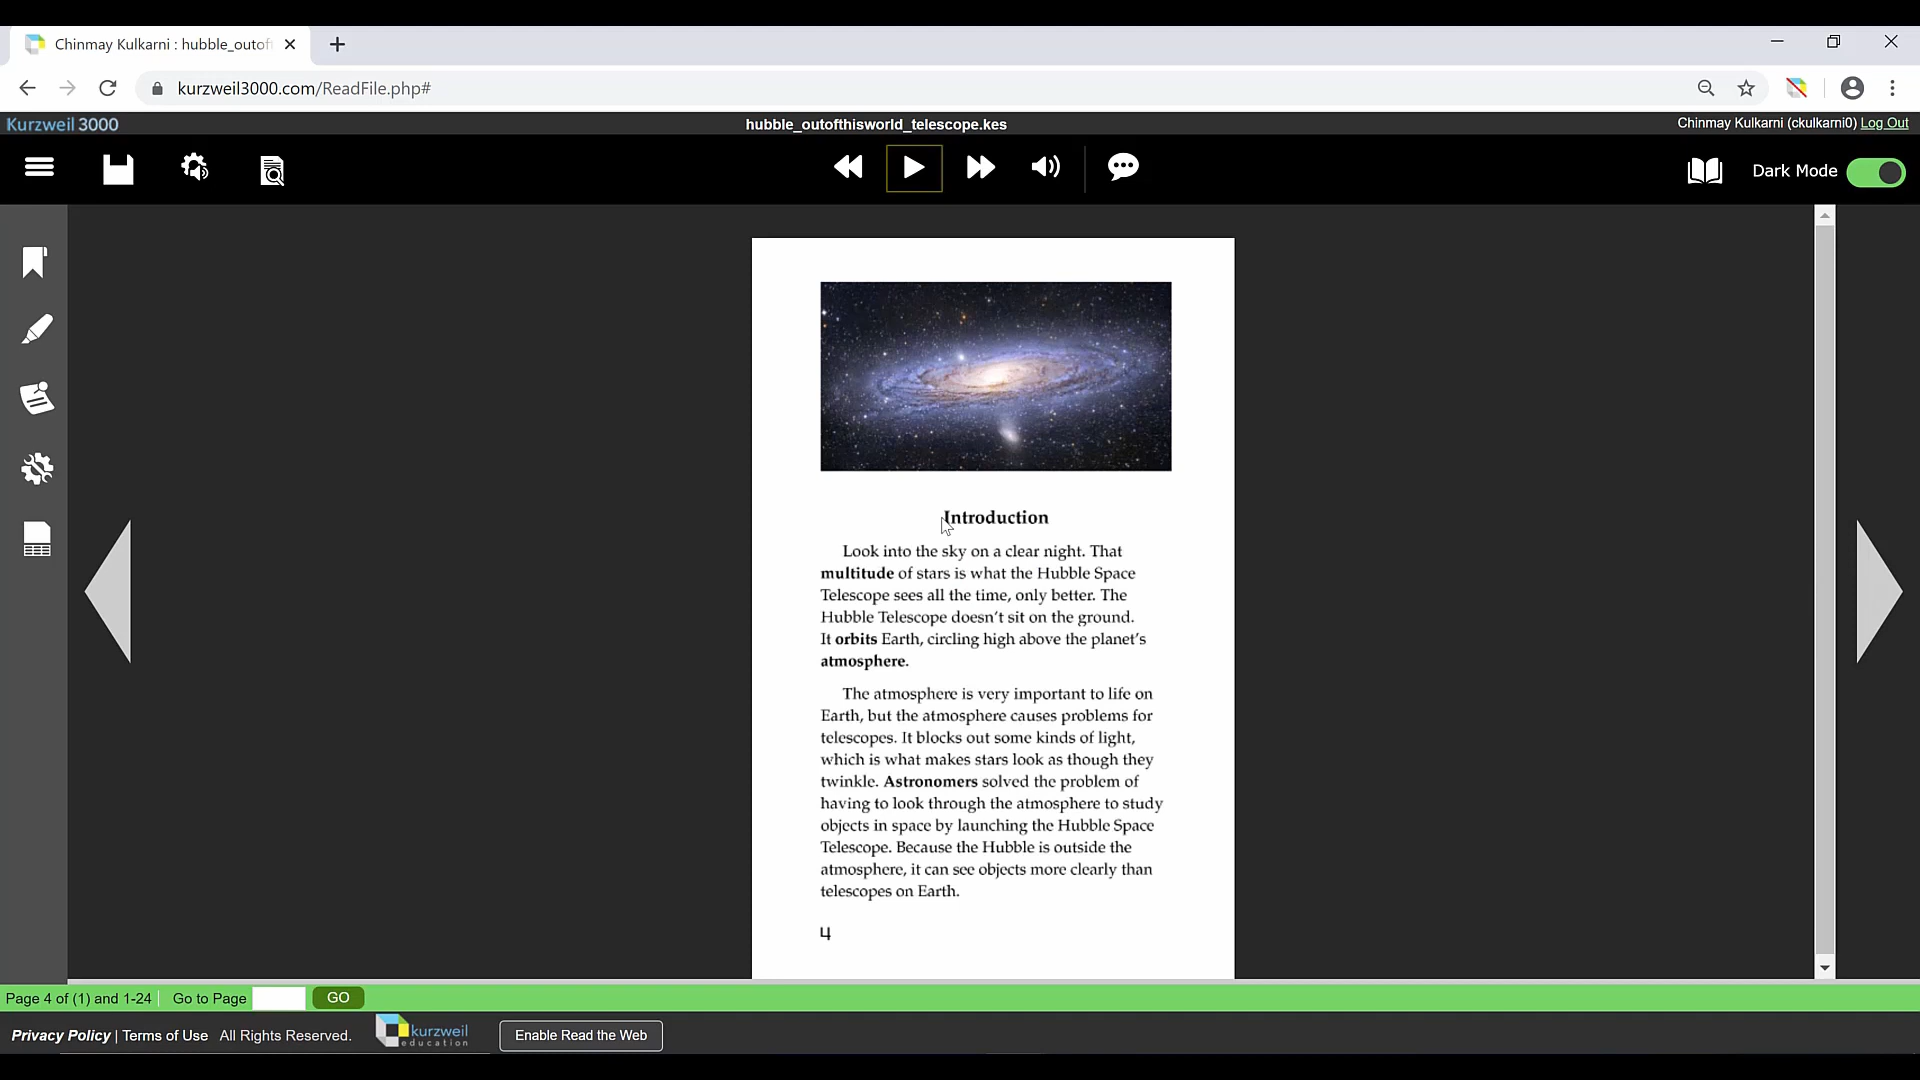 Chinmay Kulkarni : hubble_outof
kurzweil3000.com/ReadFile.php#
Kurzweil 3000
hubble_outofthisworld_telescope.kes
Chinmay Kulkarni (ckulkarni0) Log Out
Dark Mode
Introduction
Look into the sky on a clear night. That
multitude of stars is what the Hubble Space
Telescope sees all the time, only better. The
Hubble Telescope doesn't sit on the ground.
It orbits Earth, circling high above the planet's
atmosphere.
The atmosphere is very important to life on
Earth, but the atmosphere causes problems for
telescopes. It blocks out some kinds of light,
which is what makes stars look as though they
twinkle. Astronomers solved the problem of
having to look through the atmosphere to study
objects in space by launching the Hubble Space
Telescope. Because the Hubble is outside the
atmosphere, it can see objects more clearly than
telescopes on Earth.
4
Page 4 of (1) and 1-24
Go to Page
GO
Privacy Policy | Terms of Use All Rights Reserved.
kurzweil
education
Enable Read the Web